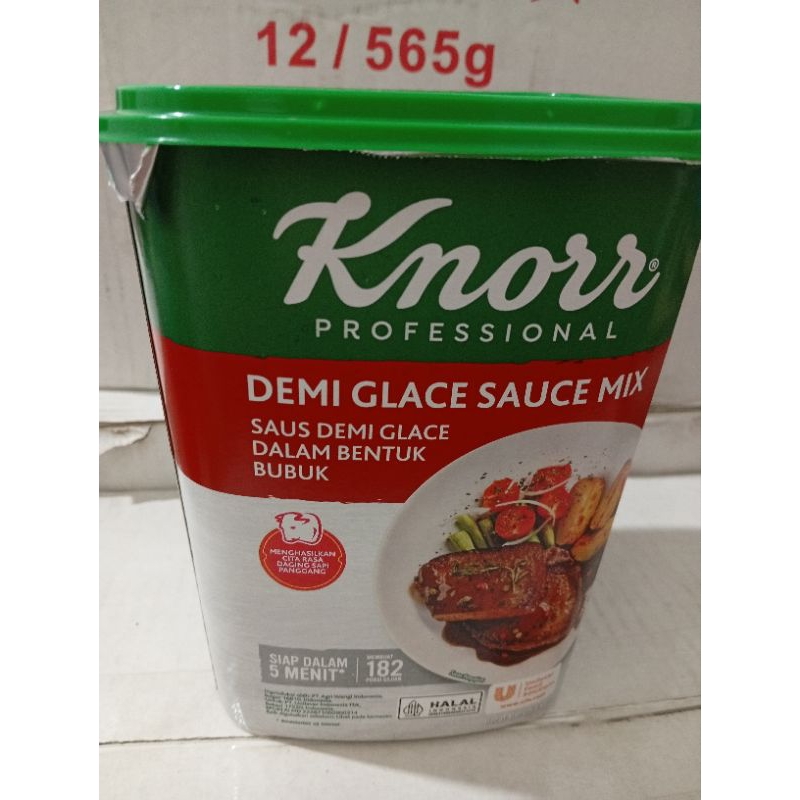 12 / 565g
Knorr®
PROFESSIONAL
DEMI GLACE SAUCE MIX
SAUS DEMI GLACE
DALAM BENTUK
BUBUK
MENGHASILKAN
CITA RASA
DAGING SAPI
PANGGANG
SIAP DALAM
5 MENIT*
182
HALAL
INDONESIA